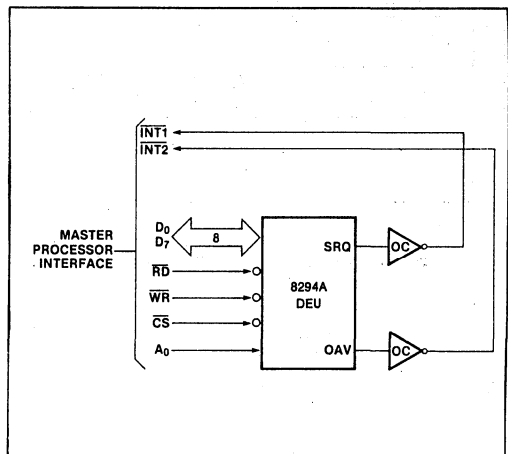 INT1
INT2
MASTER
PROCESSOR
INTERFACE
D0
D7
8
RD
WR
CS
A0
8294A
DEU
SRQ
OAV
OC
OC